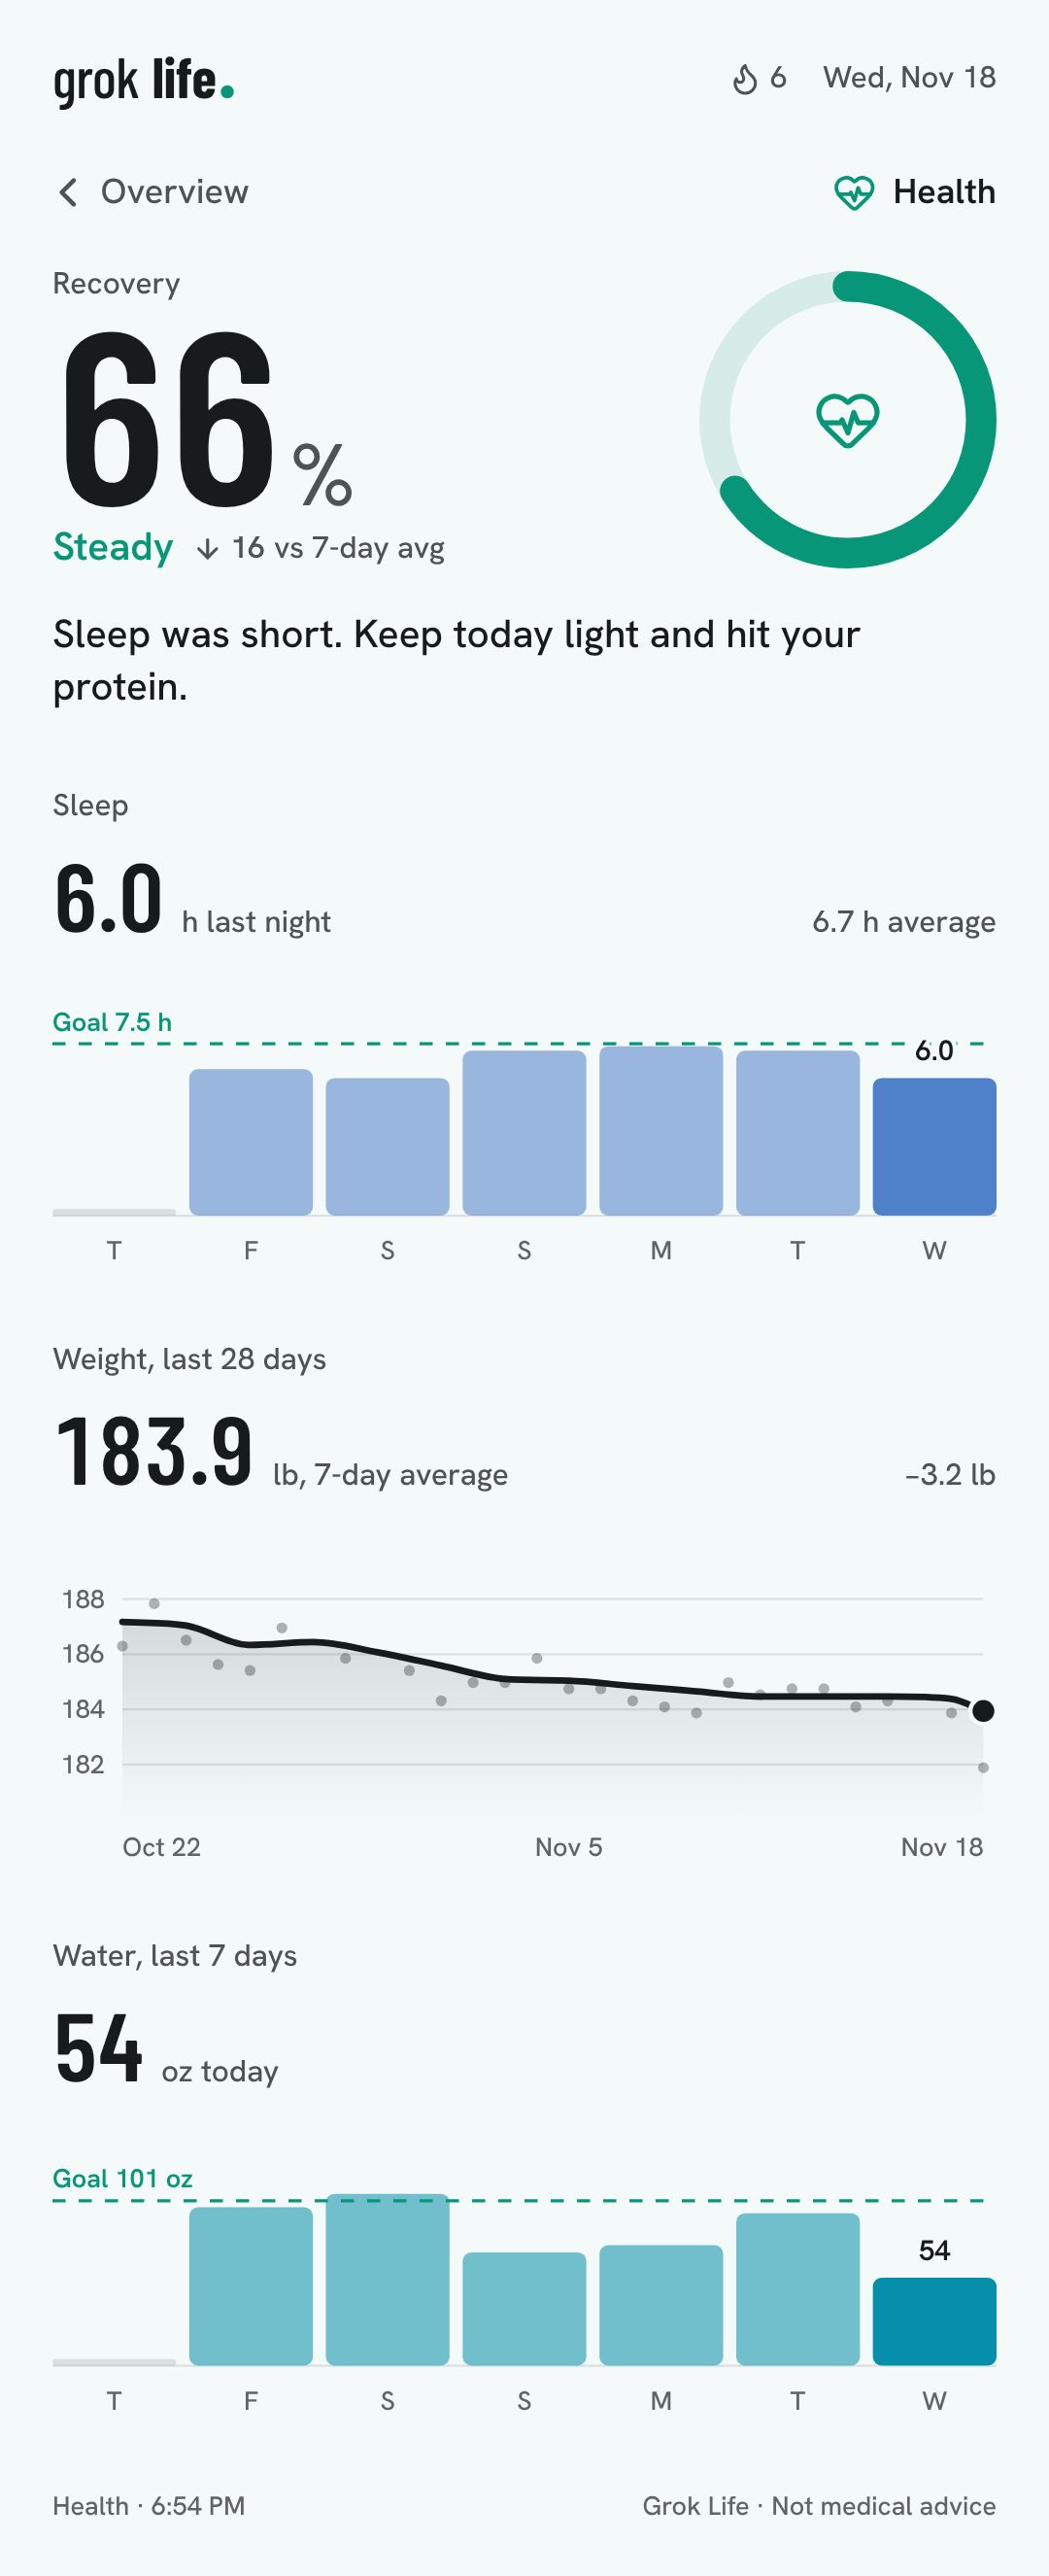 grok life.
6 Wed, Nov 18
Overview
Health
Recovery
66 %
Steady ↓ 16 vs 7-day avg
Sleep was short. Keep today light and hit your
protein.
Sleep
6.0 h last night
6.7 h average
Goal 7.5 h
6.0
T F S S M T W
Weight, last 28 days
183.9 lb, 7-day average
−3.2 lb
188
186
184
182
Oct 22 Nov 5 Nov 18
Water, last 7 days
54 oz today
Goal 101 oz
54
T F S S M T W
Health · 6:54 PM
Grok Life · Not medical advice